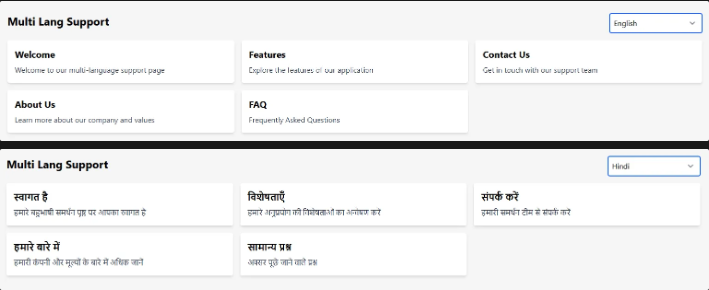 Multi Lang Support
English
Welcome
Welcome to our multi-language support page
Features
Explore the features of our application
Contact Us
Get in touch with our support team
About Us
Learn more about our company and values
FAQ
Frequently Asked Questions
Multi Lang Support
Hindi
स्वागत है
हमारे बहुभाषी समर्थन पृष्ठ पर आपका स्वागत है
विशेषताएँ
हमारे अनुप्रयोग की विशेषताओं का अन्वेषण करें
संपर्क करें
हमारी समर्थन टीम से संपर्क करें
हमारे बारे में
हमारी कंपनी और मूल्यों के बारे में अधिक जानें
सामान्य प्रश्न
अक्सर पूछे जाने वाले प्रश्न